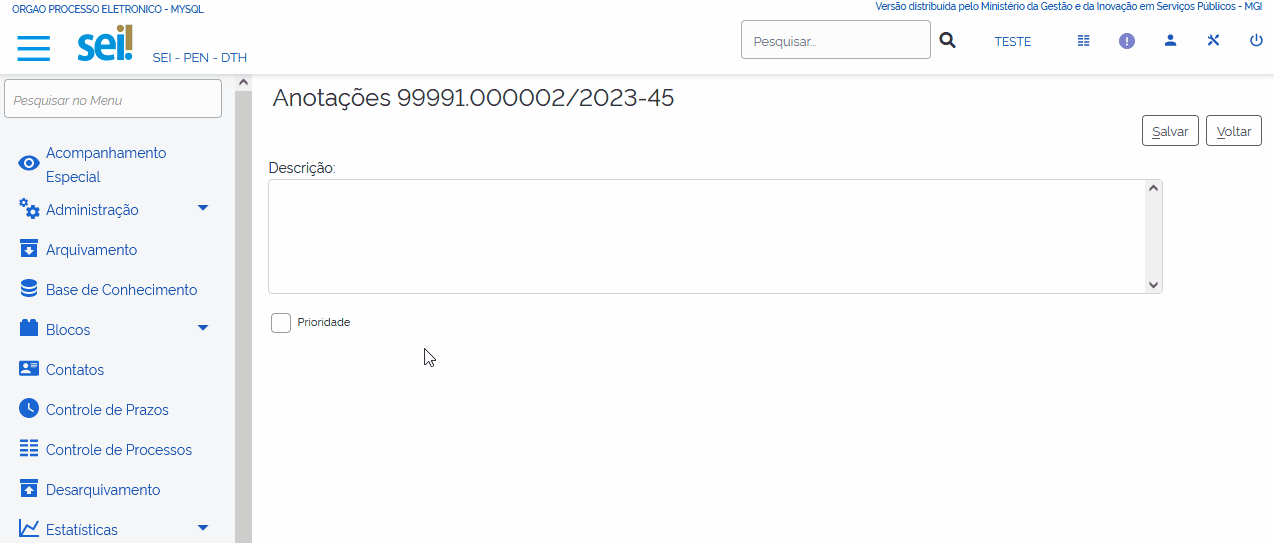 ORGAO PROCESSO ELETRONICO - MYSQL
Versão distribuída pelo Ministério da Gestão e da Inovação em Serviços Públicos - MGI
sei!
SEI - PEN - DTH
Pesquisar...
TESTE
Pesquisar no Menu
Acompanhamento
Especial
Administração
Arquivamento
Base de Conhecimento
Blocos
Contatos
Controle de Prazos
Controle de Processos
Desarquivamento
Estatísticas
Anotações 99991.000002/2023-45
Salvar
Voltar
Descrição:
Prioridade